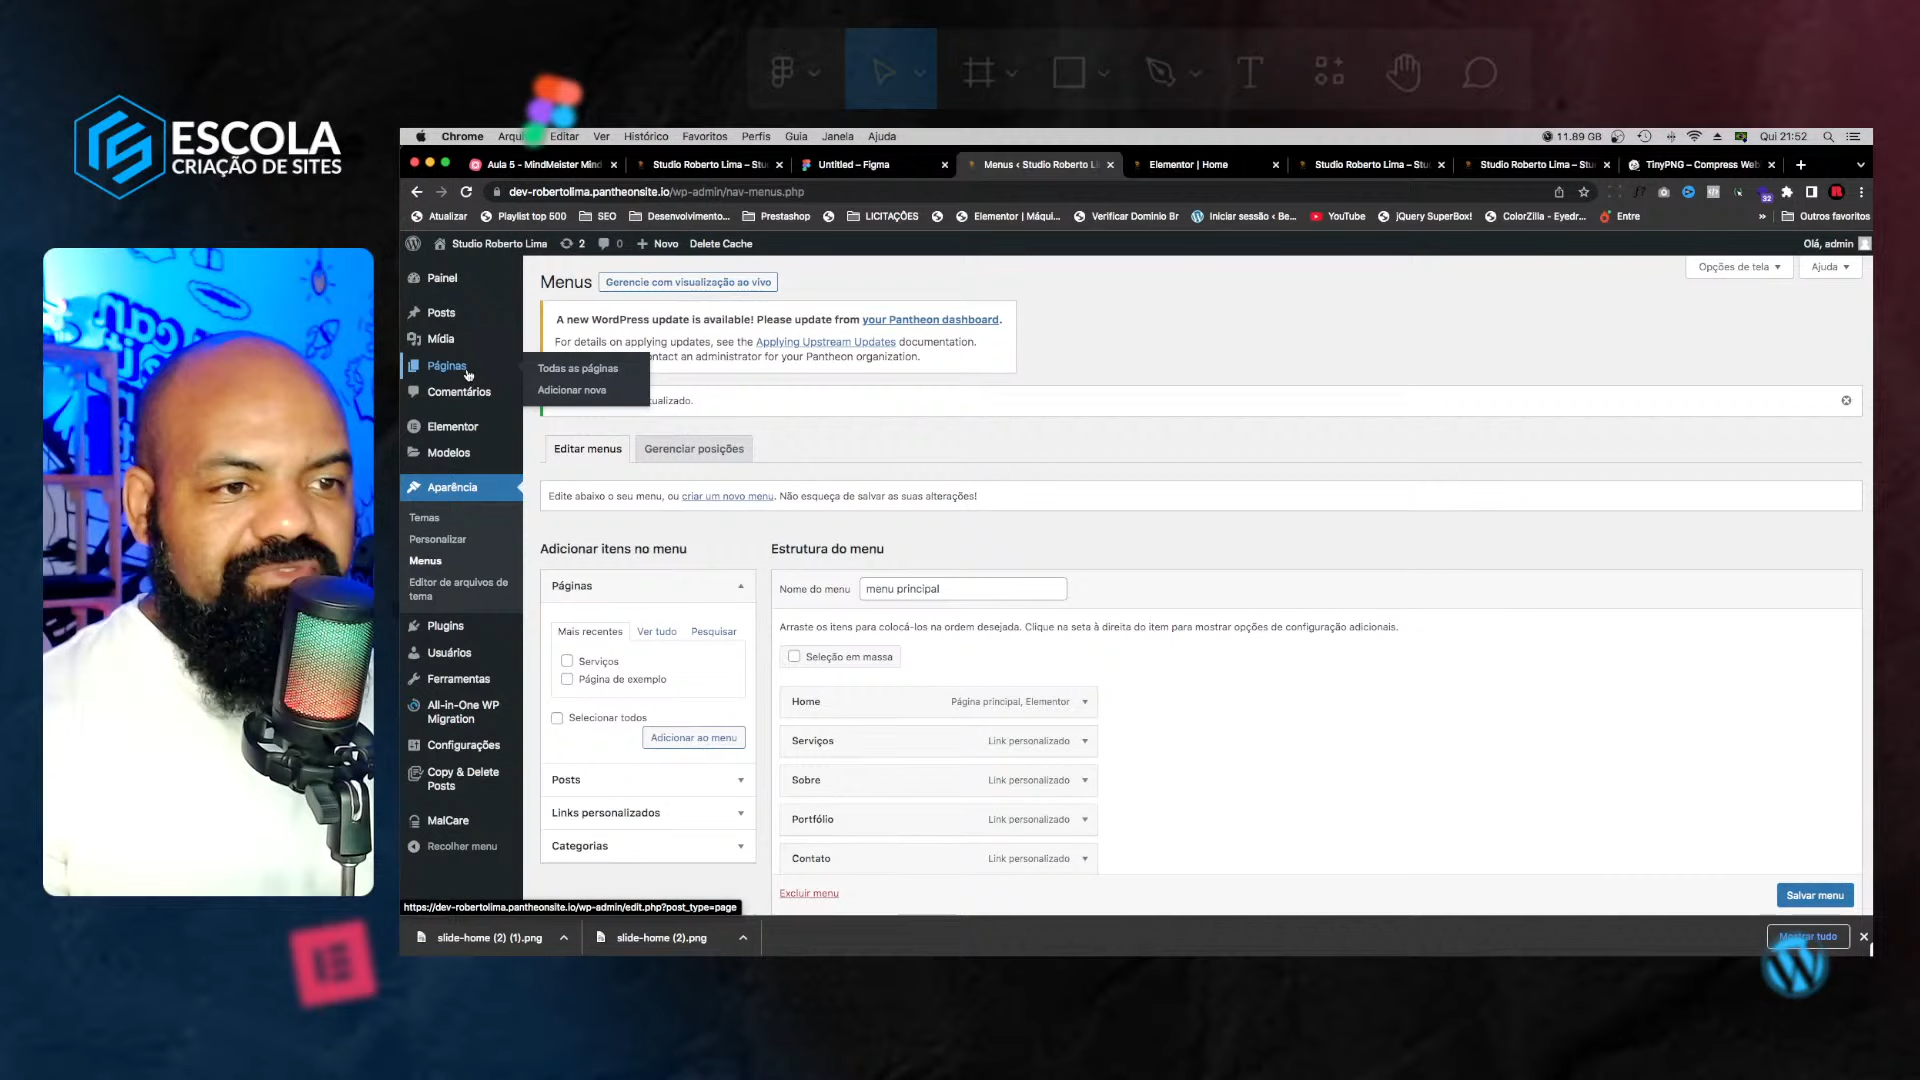 ESCOLA
CRIAÇÃO DE SITES
Chrome Editar Ver Histórico Favoritos Perfis Guia Janela Ajuda
11.89 GB Qui 21:52
Aula 5 - MindMeister Mind
Studio Roberto Lima – Stu
Untitled – Figma
Menus ‹ Studio Roberto Li
Elementor | Home
Studio Roberto Lima – Stu
Studio Roberto Lima – Stu
TinyPNG – Compress Web
dev-robertolima.pantheonsite.io/wp-admin/nav-menus.php
32
Atualizar Playlist top 500 SEO Desenvolvimento... Prestashop LICITAÇÕES Elementor | Máqui... Verificar Dominio Br Iniciar sessão ‹ Be... YouTube jQuery SuperBox! ColorZilla - Eyedr... Entre » Outros favoritos
Studio Roberto Lima 2 0 + Novo Delete Cache Olá, admin
Painel
Posts
Mídia
Páginas
Todas as páginas
Adicionar nova
Comentários
Elementor
Modelos
Aparência
Temas
Personalizar
Menus
Editor de arquivos de
tema
Plugins
Usuários
Ferramentas
All-in-One WP
Migration
Configurações
Copy & Delete
Posts
MalCare
Recolher menu
Menus Gerencie com visualização ao vivo
Opções de tela Ajuda
A new WordPress update is available! Please update from your Pantheon dashboard.
For details on applying updates, see the Applying Upstream Updates documentation.
contact an administrator for your Pantheon organization.
ualizado.
Editar menus Gerenciar posições
Edite abaixo o seu menu, ou criar um novo menu. Não esqueça de salvar as suas alterações!
Adicionar itens no menu
Páginas
Mais recentes Ver tudo Pesquisar
Serviços
Página de exemplo
Selecionar todos
Adicionar ao menu
Posts
Links personalizados
Categorias
Estrutura do menu
Nome do menu menu principal
Arraste os itens para colocá-los na ordem desejada. Clique na seta à direita do item para mostrar opções de configuração adicionais.
Seleção em massa
Home Página principal, Elementor
Serviços Link personalizado
Sobre Link personalizado
Portfólio Link personalizado
Contato Link personalizado
Excluir menu Salvar menu
https://dev-robertolima.pantheonsite.io/wp-admin/edit.php?post_type=page
slide-home (2) (1).png slide-home (2).png
Mostrar tudo